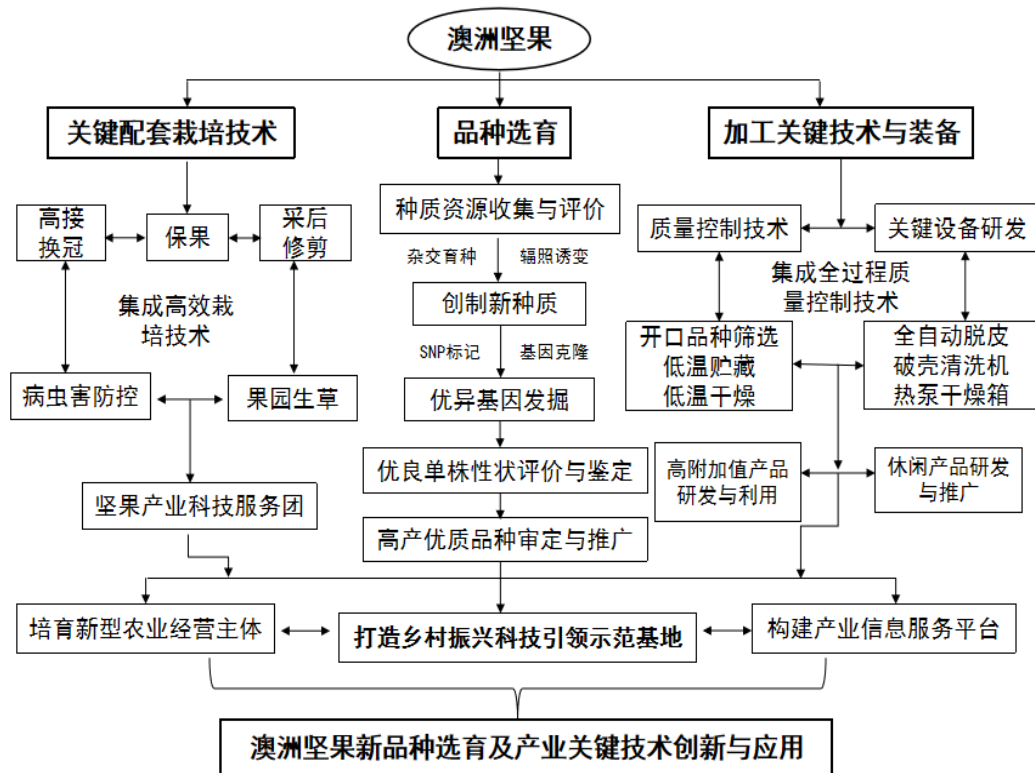 澳洲坚果
关键配套栽培技术
品种选育
加工关键技术与装备
高接
换冠
保果
采后
修剪
集成高效栽
培技术
病虫害防控
果园生草
坚果产业科技服务团
种质资源收集与评价
杂交育种
辐照诱变
创制新种质
SNP标记
基因克隆
优异基因发掘
优良单株性状评价与鉴定
高产优质品种审定与推广
质量控制技术
关键设备研发
集成全过程质
量控制技术
开口品种筛选
低温贮藏
低温干燥
全自动脱皮
破壳清洗机
热泵干燥箱
高附加值产品
研发与利用
休闲产品研发
与推广
培育新型农业经营主体
打造乡村振兴科技引领示范基地
构建产业信息服务平台
澳洲坚果新品种选育及产业关键技术创新与应用